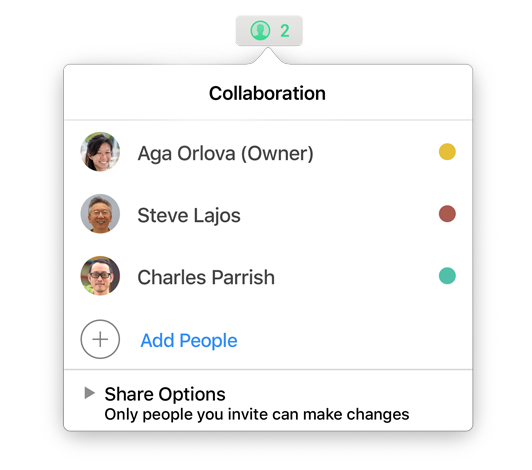 2
Collaboration
Aga Orlova (Owner)
Steve Lajos
Charles Parrish
Add People
Share Options
Only people you invite can make changes